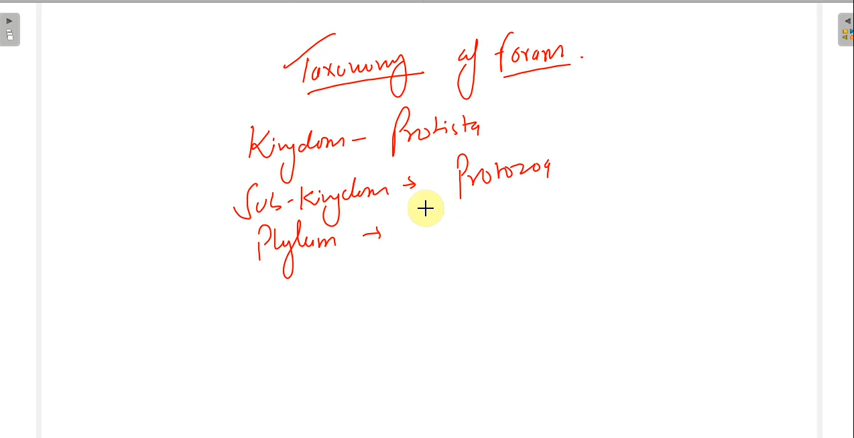 Taxonomy of foram.
Kingdom - Protista
Sub-Kingdom → Protozoa
Phylum →